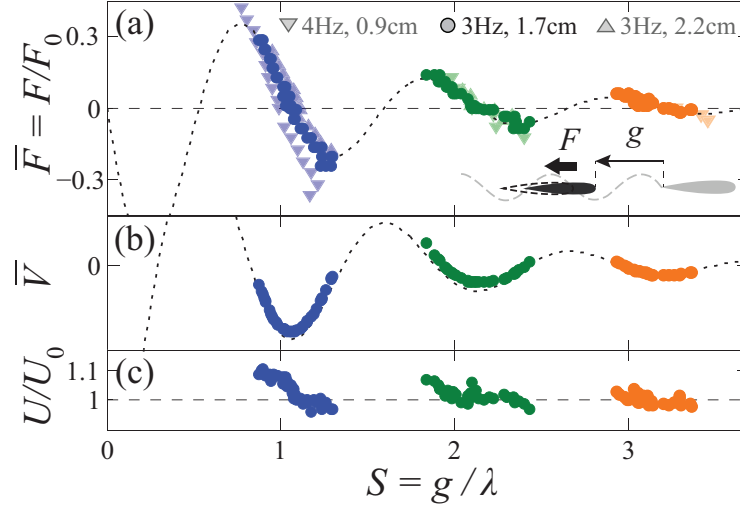 (a)
4Hz, 0.9cm
3Hz, 1.7cm
3Hz, 2.2cm
F̅ = F/F₀
0.3
0
−0.3
F
g
(b)
V̅
0
(c)
U/U₀
1.1
1
0
1
2
3
S = g/λ